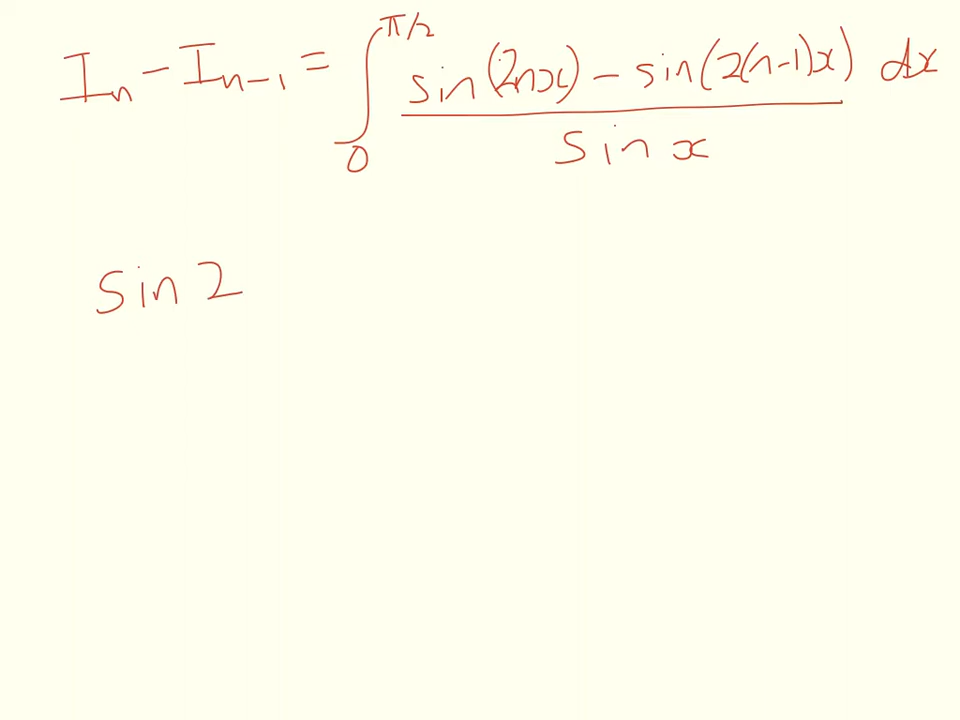 Iₙ − Iₙ₋₁ = ∫₀^(π/2) (sin(2nx) − sin(2(n−1)x)) / (sin x) dx
sin 2